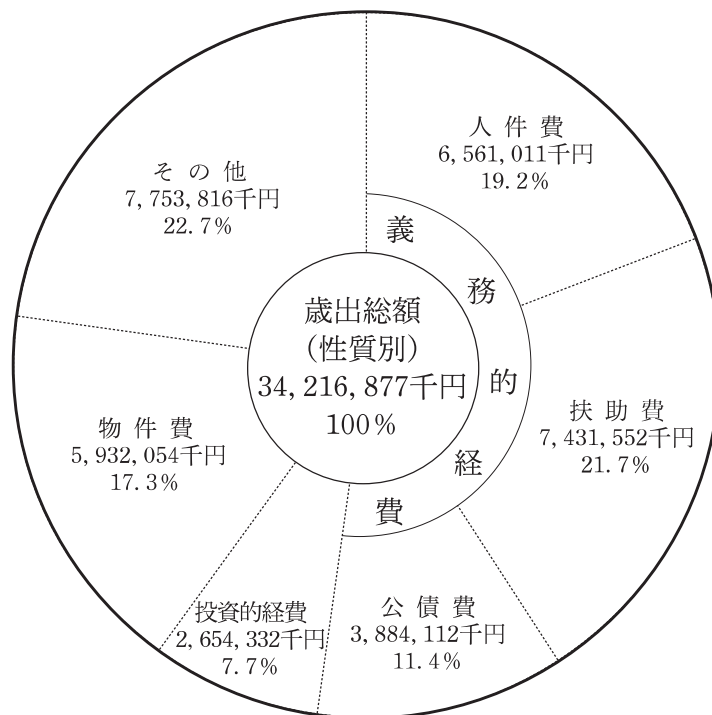 人件費
6,561,011千円
19.2%
扶助費
7,431,552千円
21.7%
公債費
3,884,112千円
11.4%
投資的経費
2,654,332千円
7.7%
物件費
5,932,054千円
17.3%
その他
7,753,816千円
22.7%
義務的経費
歳出総額
(性質別)
34,216,877千円
100%